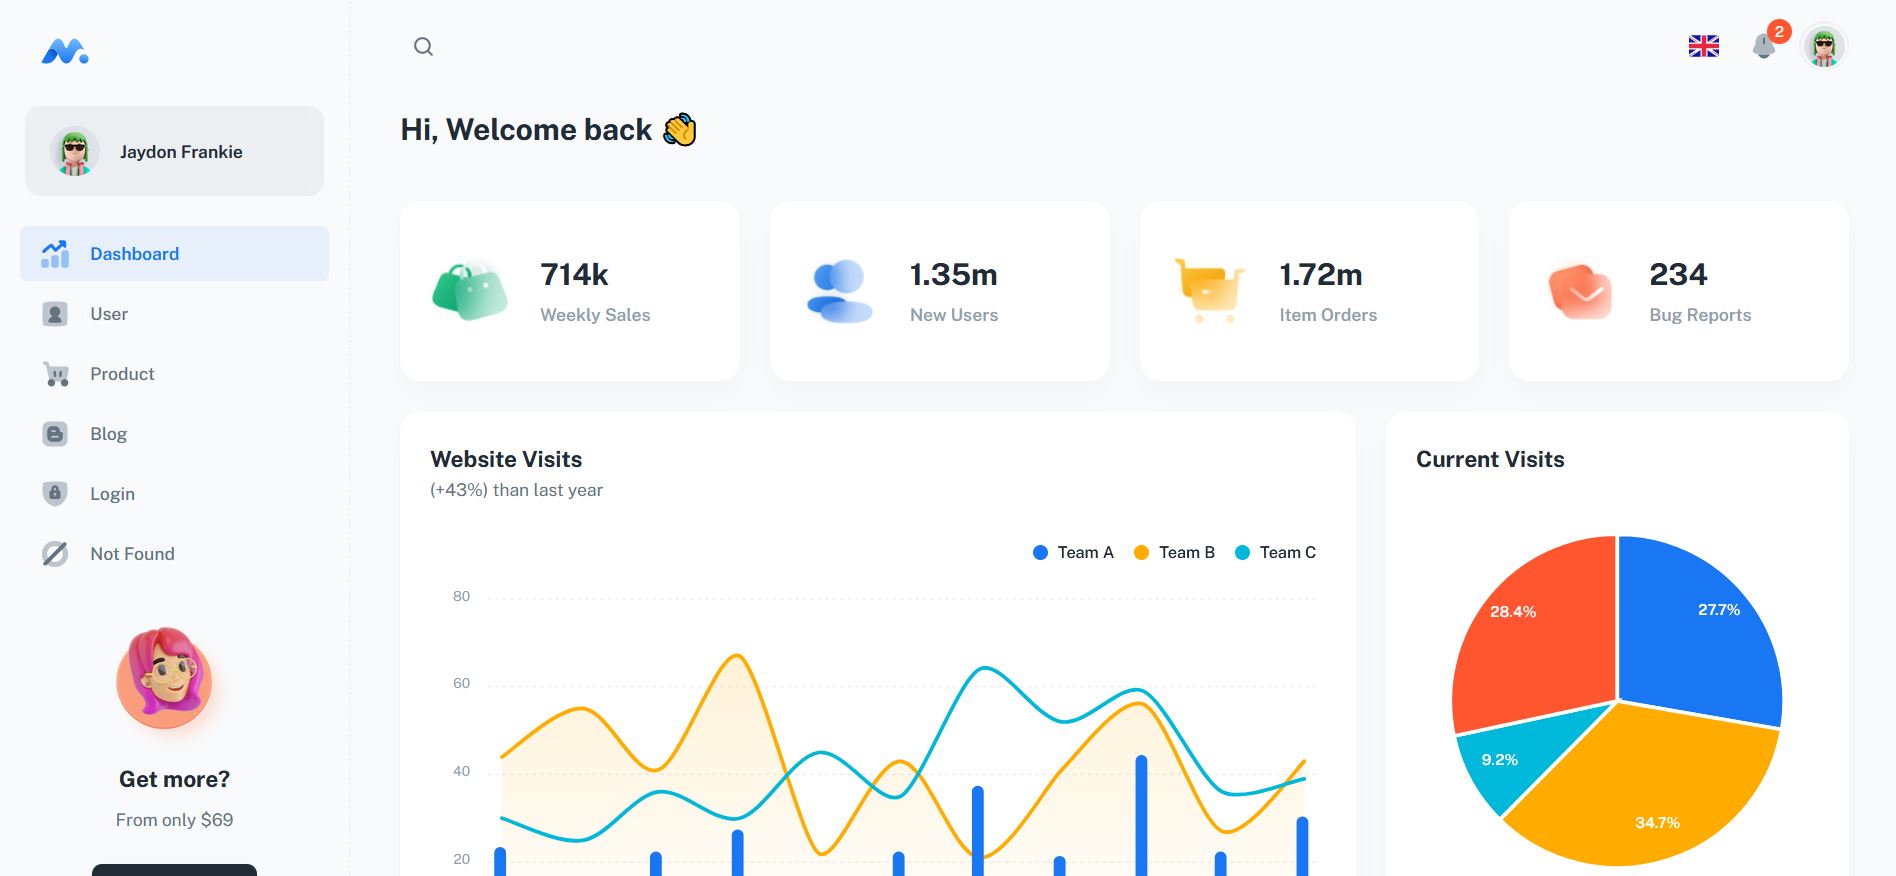 2
Hi, Welcome back
Jaydon Frankie
Dashboard
User
Product
Blog
Login
Not Found
Get more?
From only $69
714k
Weekly Sales
1.35m
New Users
1.72m
Item Orders
234
Bug Reports
Website Visits
(+43%) than last year
Team A
Team B
Team C
80
60
40
20
Current Visits
28.4%
27.7%
9.2%
34.7%